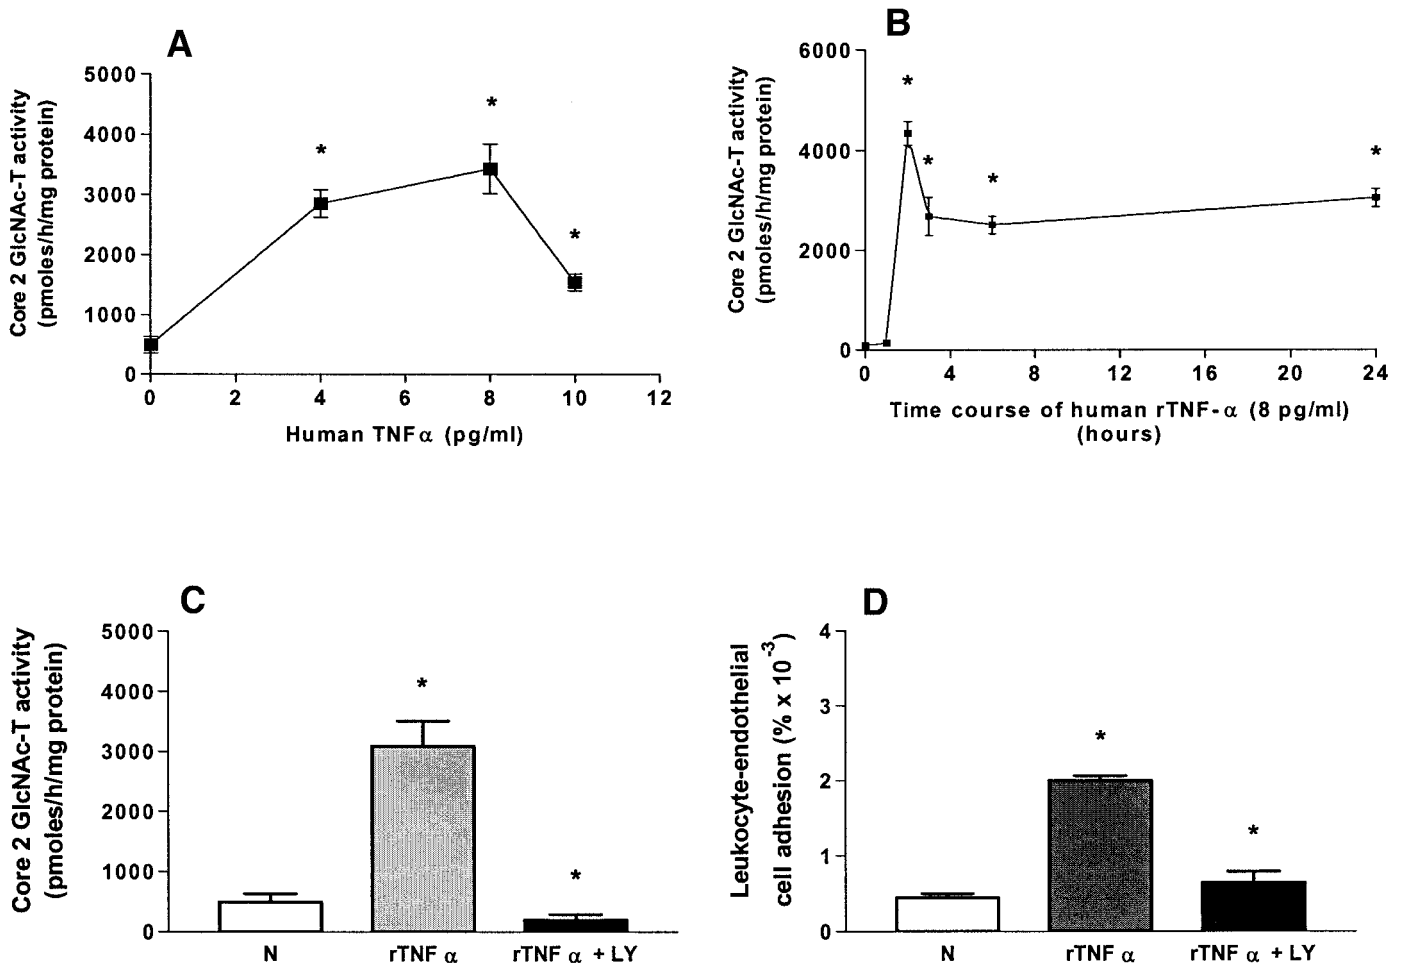 A
Core 2 GlcNAc-T activity
(pmoles/h/mg protein)
5000
4000
3000
2000
1000
0
*
*
*
0 2 4 6 8 10 12
Human TNF α (pg/ml)
B
Core 2 GlcNAc-T activity
(pmoles/h/mg protein)
6000
4000
2000
0
*
*
*
*
0 4 8 12 16 20 24
Time course of human rTNF- α (8 pg/ml)
(hours)
C
Core 2 GlcNAc-T activity
(pmoles/h/mg protein)
5000
4000
3000
2000
1000
0
*
*
N rTNF α rTNF α + LY
D
Leukocyte-endothelial
cell adhesion (% x 10-3)
4
3
2
1
0
*
*
N rTNF α rTNF α + LY